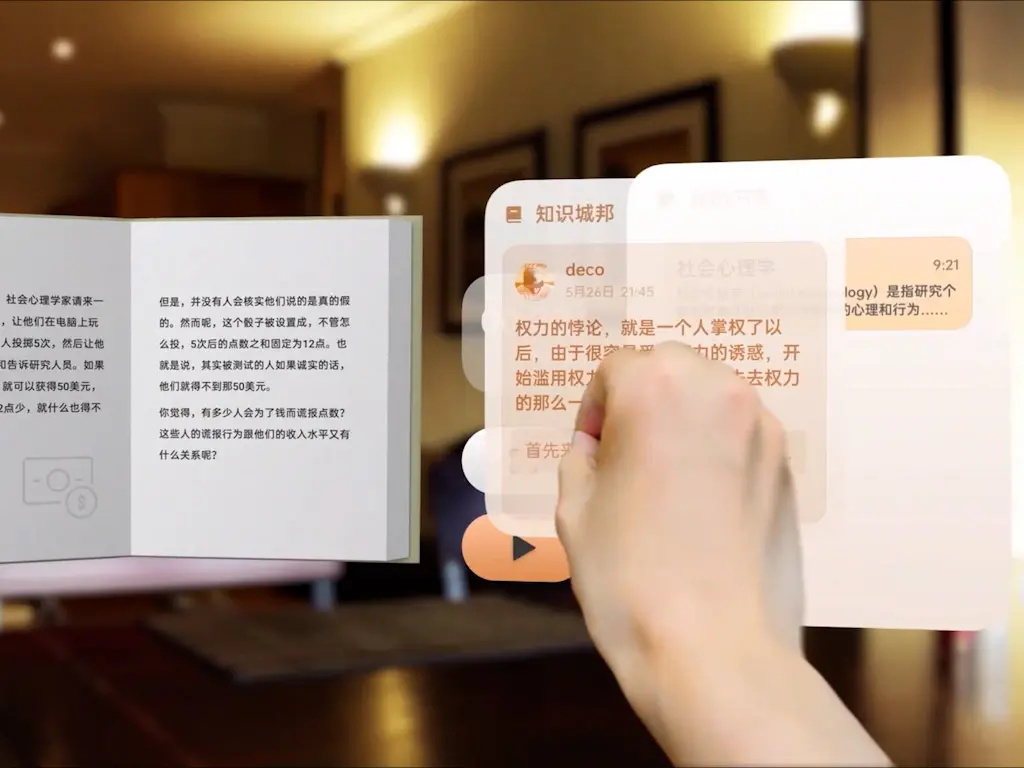 社会心理学家请来一
，让他们在电脑上玩
人投掷5次，然后让他
和告诉研究人员。如果
就可以获得50美元，
2点少，就什么也得不
但是，并没有人会核实他们说的是真的假
的。然而呢，这个骰子被设置成，不管怎
么投，5次后的点数之和固定为12点。也
就是说，其实被测试的人如果诚实的话，
他们就得不到那50美元。
你觉得，有多少人会为了钱而谎报点数?
这些人的谎报行为跟他们的收入水平又有
什么关系呢?
知识城邦
deco
5月26日 21:45
权力的悖论，就是一个人掌权了以
后，由于很容易受 力的诱惑，开
始滥用权力 去权力
的那么一
首先
社会心理学
9:21
logy）是指研究个
的心理和行为……